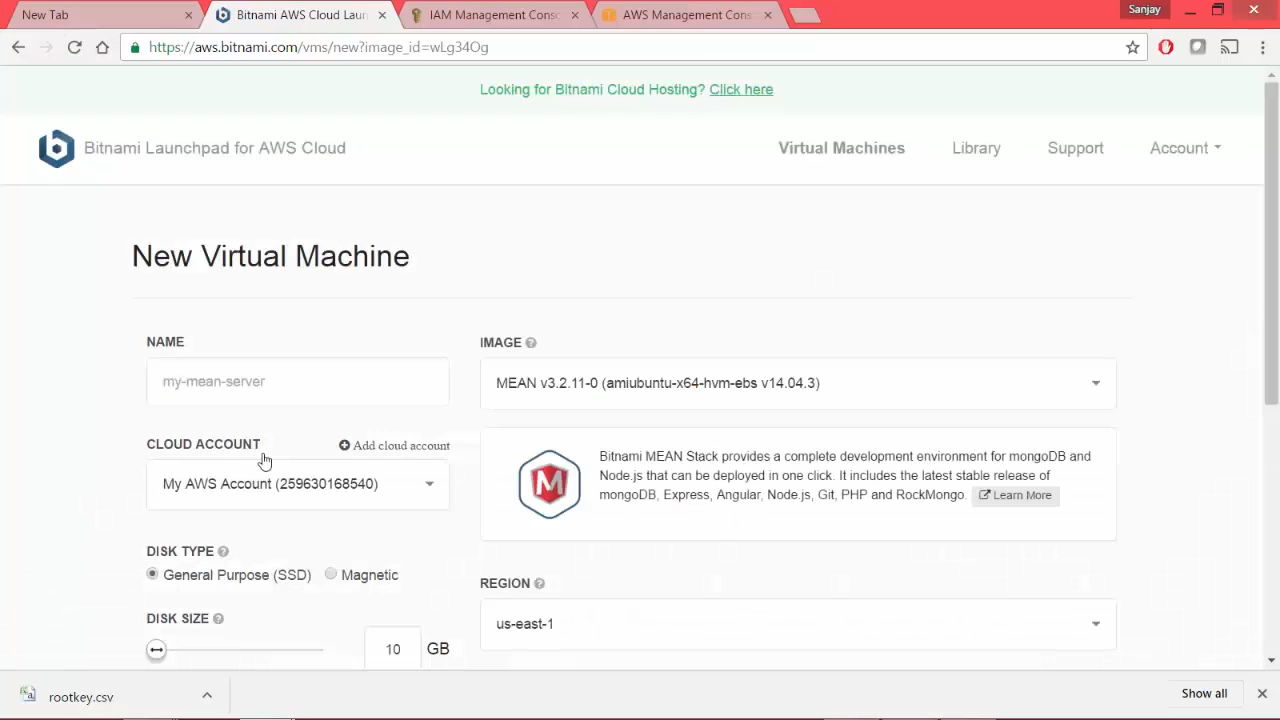 New Tab
Bitnami AWS Cloud Laun
IAM Management Conso
AWS Management Cons
Sanjay
https://aws.bitnami.com/vms/new?image_id=wLg34Og
Looking for Bitnami Cloud Hosting? Click here
Bitnami Launchpad for AWS Cloud
Virtual Machines
Library
Support
Account
New Virtual Machine
NAME
my-mean-server
IMAGE
MEAN v3.2.11-0 (amiubuntu-x64-hvm-ebs v14.04.3)
CLOUD ACCOUNT
Add cloud account
My AWS Account (259630168540)
Bitnami MEAN Stack provides a complete development environment for mongoDB and
Node.js that can be deployed in one click. It includes the latest stable release of
mongoDB, Express, Angular, Node.js, Git, PHP and RockMongo. Learn More
DISK TYPE
General Purpose (SSD) Magnetic
REGION
us-east-1
DISK SIZE
10 GB
rootkey.csv
Show all